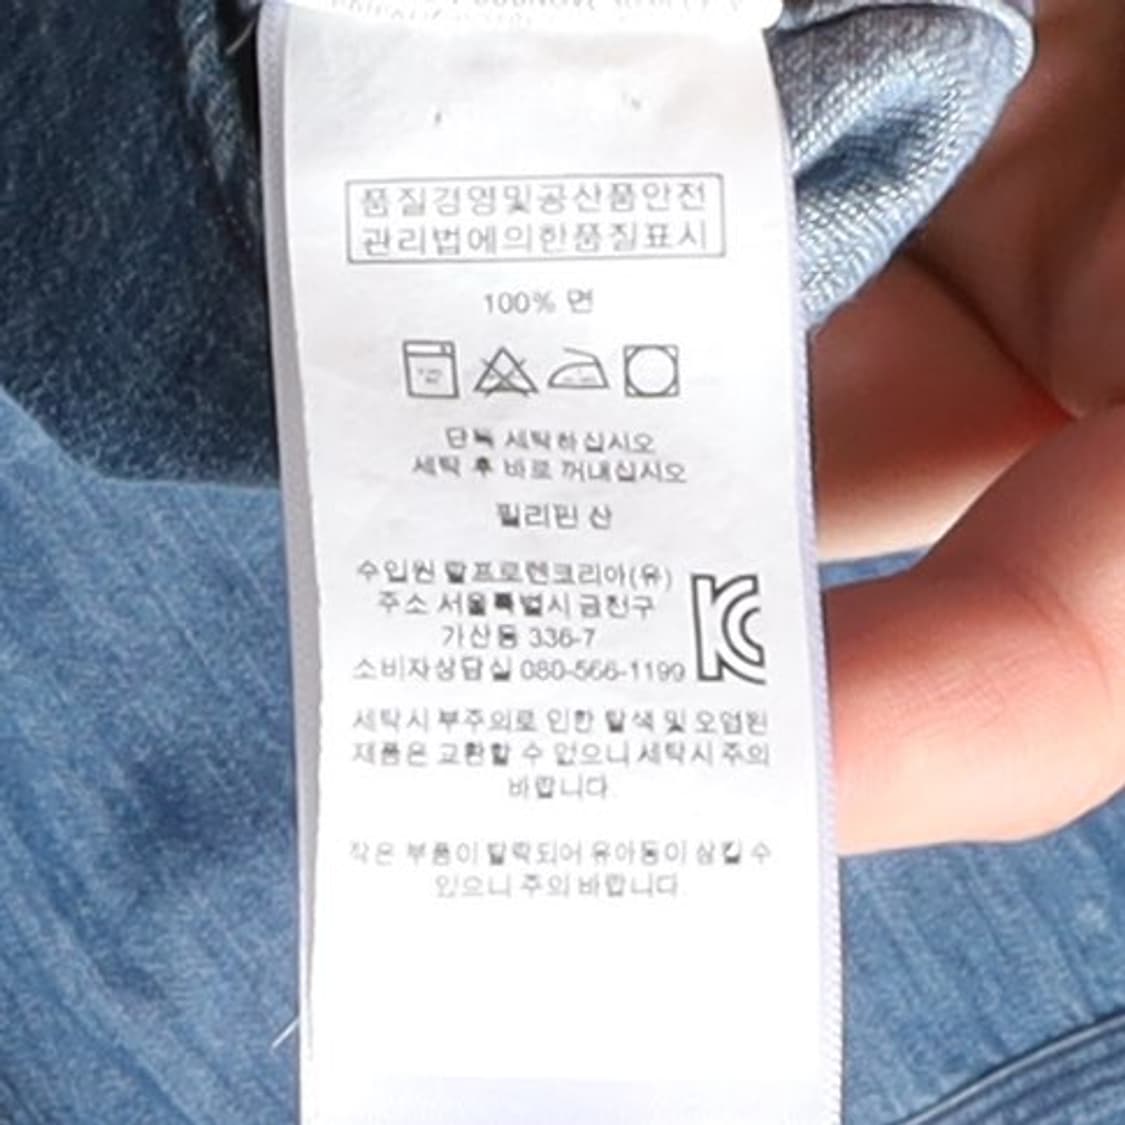 품질경영및공산품안전
관리법에의한품질표시
100% 면
단독 세탁하십시오
세탁 후 바로 꺼내십시오
필리핀 산
수입원 랄프로렌코리아(유)
주소 서울특별시 금천구
가산동 336-7
소비자상담실 080-566-1199
KC
세탁시 부주의로 인한 탈색 및 오염된
제품은 교환할 수 없으니 세탁시 주의
바랍니다.
작은 부품이 탈락되어 유아동이 삼킬 수
있으니 주의 바랍니다.